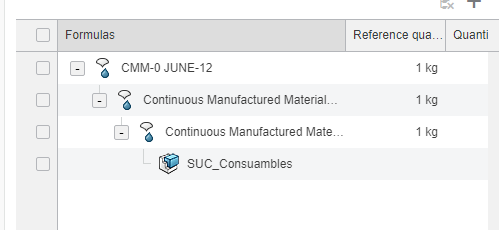 Formulas Reference qua... Quanti
CMM-0 JUNE-12 1 kg
Continuous Manufactured Material... 1 kg
Continuous Manufactured Mate... 1 kg
SUC_Consuambles